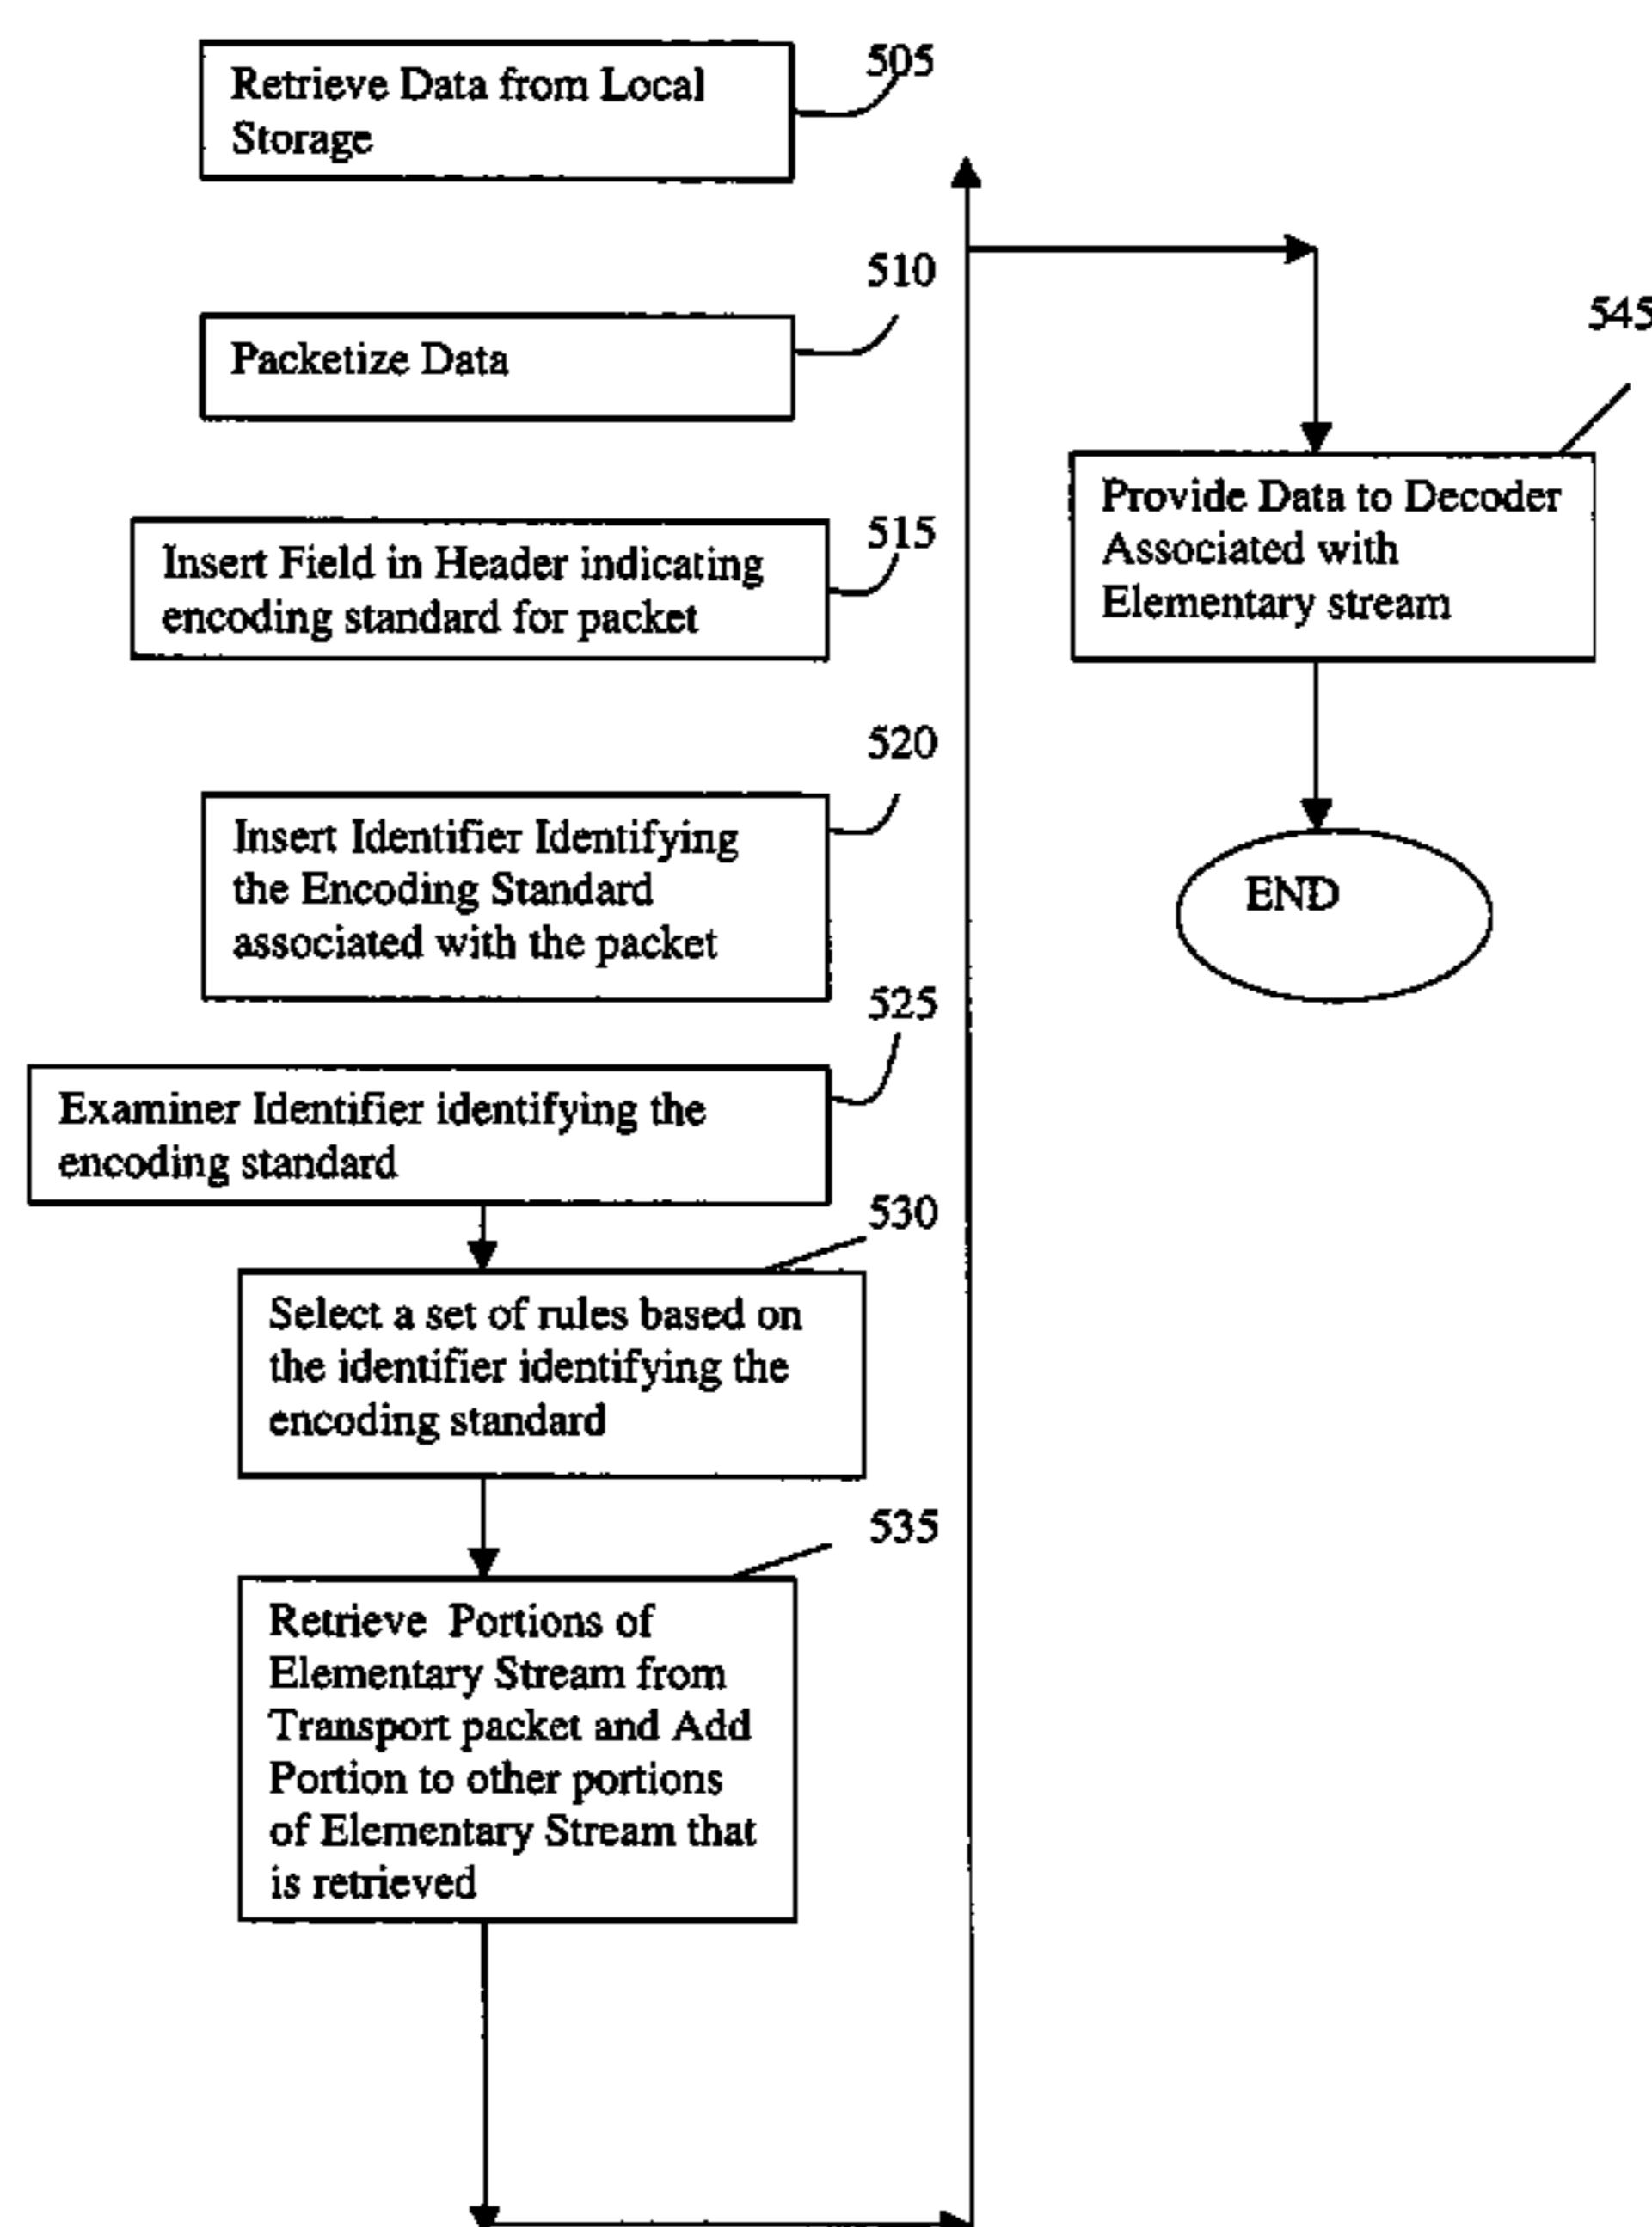 505
Retrieve Data from Local
Storage
510
Packetize Data
515
Insert Field in Header indicating
encoding standard for packet
520
Insert Identifier Identifying
the Encoding Standard
associated with the packet
525
Examiner Identifier identifying the
encoding standard
530
Select a set of rules based on
the identifier identifying the
encoding standard
535
Retrieve Portions of
Elementary Stream from
Transport packet and Add
Portion to other portions
of Elementary Stream that
is retrieved
545
Provide Data to Decoder
Associated with
Elementary stream
END